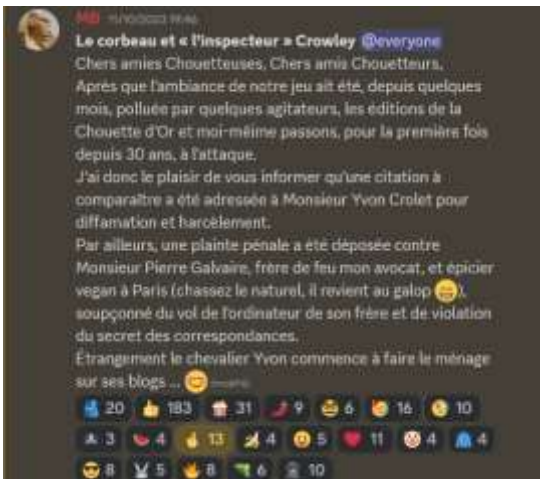 MB 11/10/2023 19:46
Le corbeau et « l'inspecteur » Crowley @everyone
Chers amies Chouetteuses, Chers amis Chouetteurs,
Après que l'ambiance de notre jeu ait été, depuis quelques
mois, polluée par quelques agitateurs, les editions de la
Chouette d'Or et moi-même passons, pour la première fois
depuis 30 ans, à l'attaque.
J'ai donc le plaisir de vous informer qu'une citation à
comparaître a été adressée à Monsieur Yvon Crolet pour
diffamation et harcèlement.
Par ailleurs, une plainte pénale a été déposée contre
Monsieur Pierre Galvaire, frère de feu mon avocat, et épicier
vegan à Paris (chassez le naturel, il revient au galop 😄),
soupçonné du vol de l'ordinateur de son frère et de violation
du secret des correspondances.
Étrangement le chevalier Yvon commence à faire le ménage
sur ses blogs ...
20 183 31 9 6 16 10
3 4 13 4 5 11 4 4
8 5 8 6 10